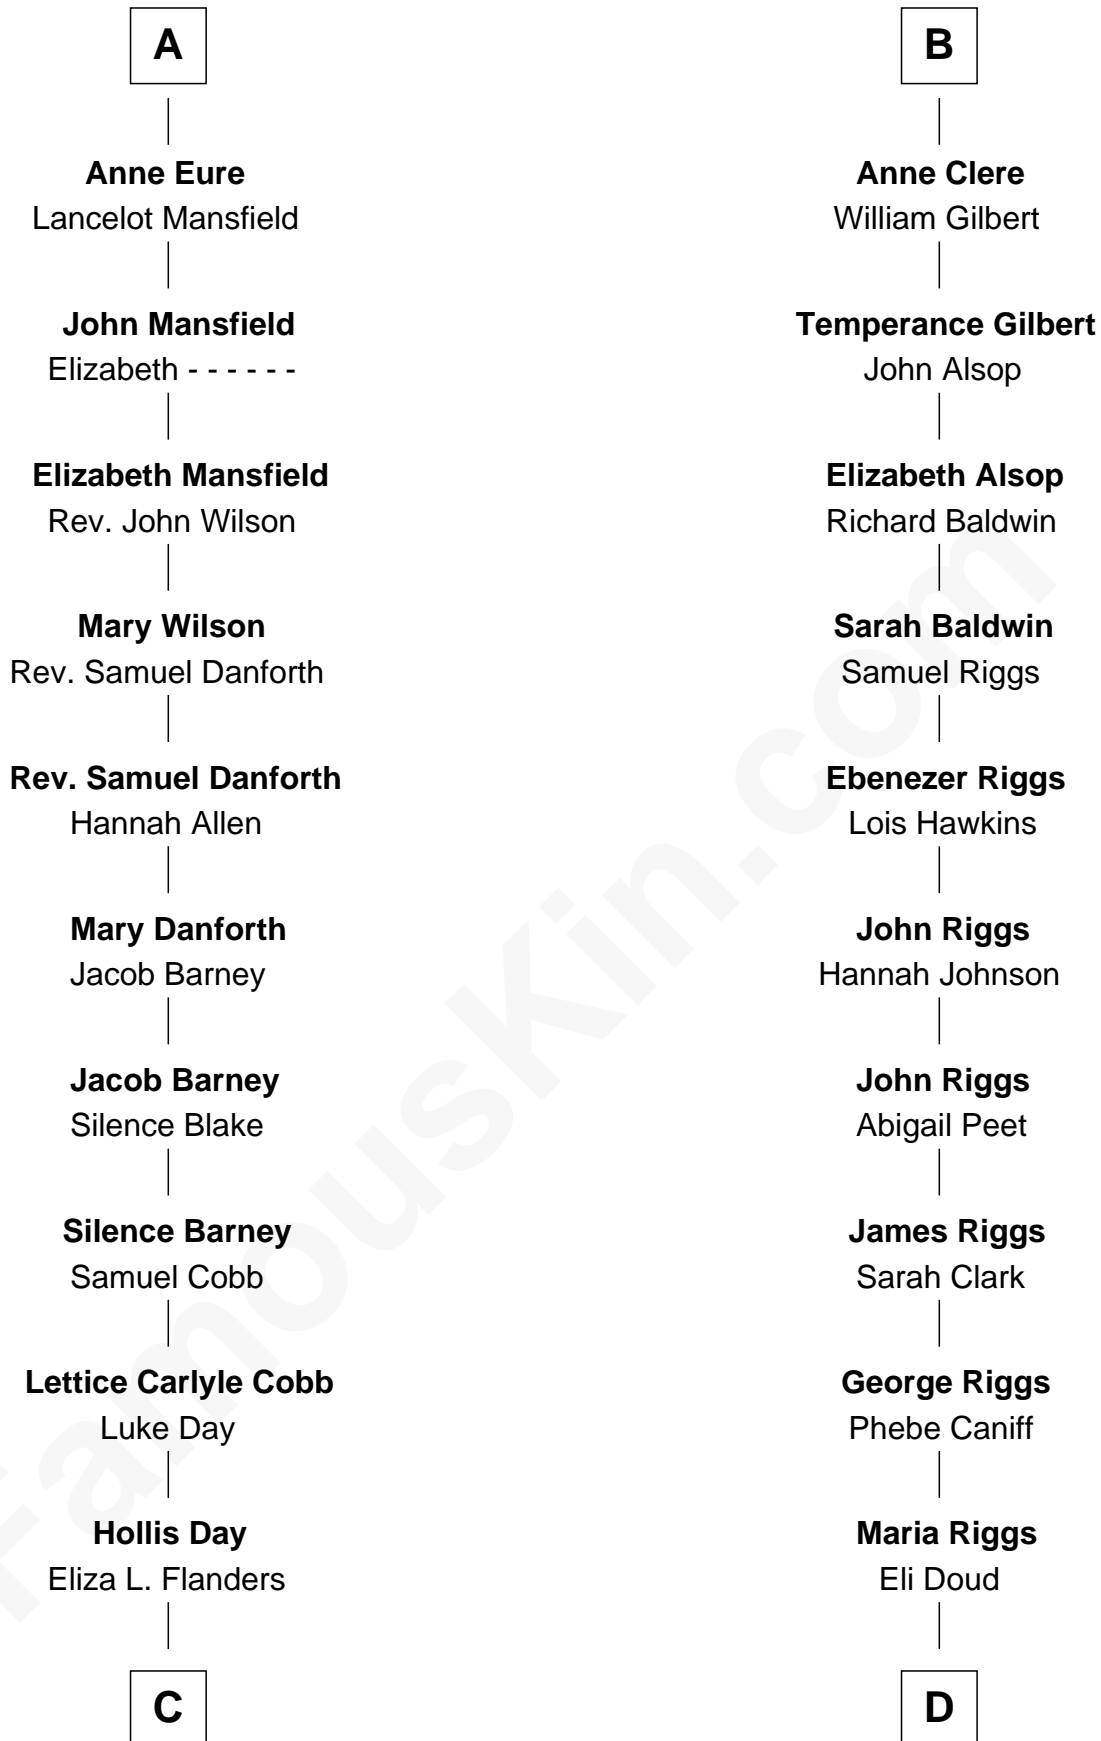 A
Anne Eure
Lancelot Mansfield
John Mansfield
Elizabeth - - - - - -
Elizabeth Mansfield
Rev. John Wilson
Mary Wilson
Rev. Samuel Danforth
Rev. Samuel Danforth
Hannah Allen
Mary Danforth
Jacob Barney
Jacob Barney
Silence Blake
Silence Barney
Samuel Cobb
Lettice Carlyle Cobb
Luke Day
Hollis Day
Eliza L. Flanders
C
B
Anne Clere
William Gilbert
Temperance Gilbert
John Alsop
Elizabeth Alsop
Richard Baldwin
Sarah Baldwin
Samuel Riggs
Ebenezer Riggs
Lois Hawkins
John Riggs
Hannah Johnson
John Riggs
Abigail Peet
James Riggs
Sarah Clark
George Riggs
Phebe Caniff
Maria Riggs
Eli Doud
D
FamousKin.com